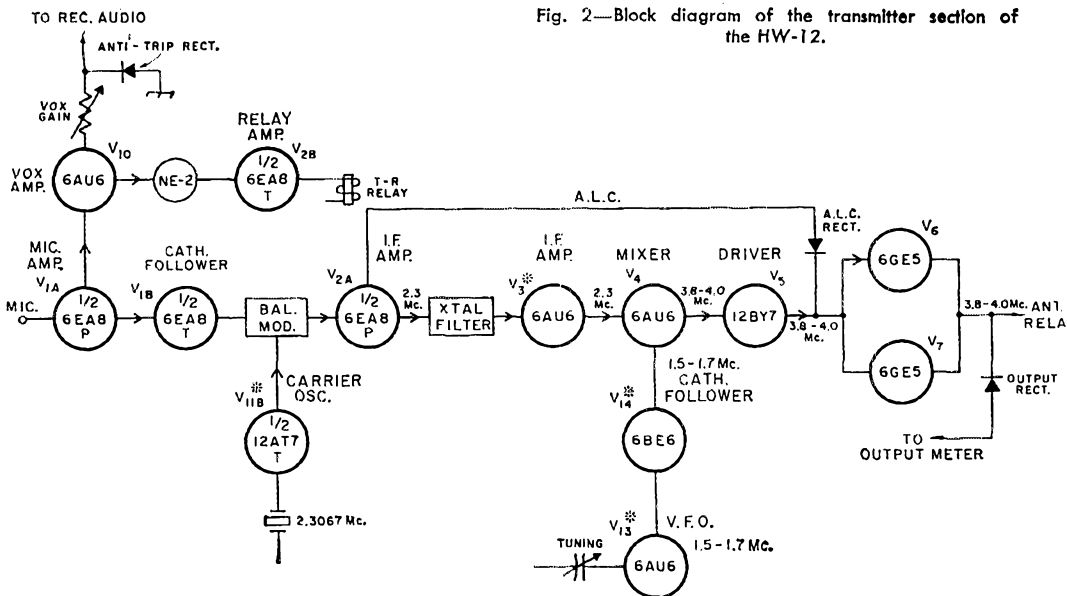 Fig. 2—Block diagram of the transmitter section of
the HW-12.
TO REC. AUDIO
ANTI-TRIP RECT.
VOX
GAIN
VOX
AMP.
6AU6
V10
NE-2
RELAY
AMP.
1/2
6EA8
T
V2B
T-R
RELAY
A.L.C.
MIC.
MIC.
AMP.
V1A
1/2
6EA8
P
CATH.
FOLLOWER
V1B
1/2
6EA8
T
BAL.
MOD.
I.F.
AMP.
V2A
1/2
6EA8
P
2.3
Mc.
XTAL
FILTER
I.F.
AMP.
V3*
6AU6
2.3
Mc.
MIXER
V4
6AU6
3.8-4.0
Mc.
DRIVER
V5
12BY7
3.8-4.0
Mc.
A.L.C.
RECT.
V6
6GE5
V7
6GE5
3.8-4.0Mc.
ANT.
RELA
OUTPUT
RECT.
TO
OUTPUT METER
CARRIER
OSC.
V11B*
1/2
12AT7
T
2.3067 Mc.
1.5-1.7Mc.
CATH.
FOLLOWER
V14*
6BE6
V13*
V.F.O.
1.5-1.7 Mc.
TUNING
6AU6